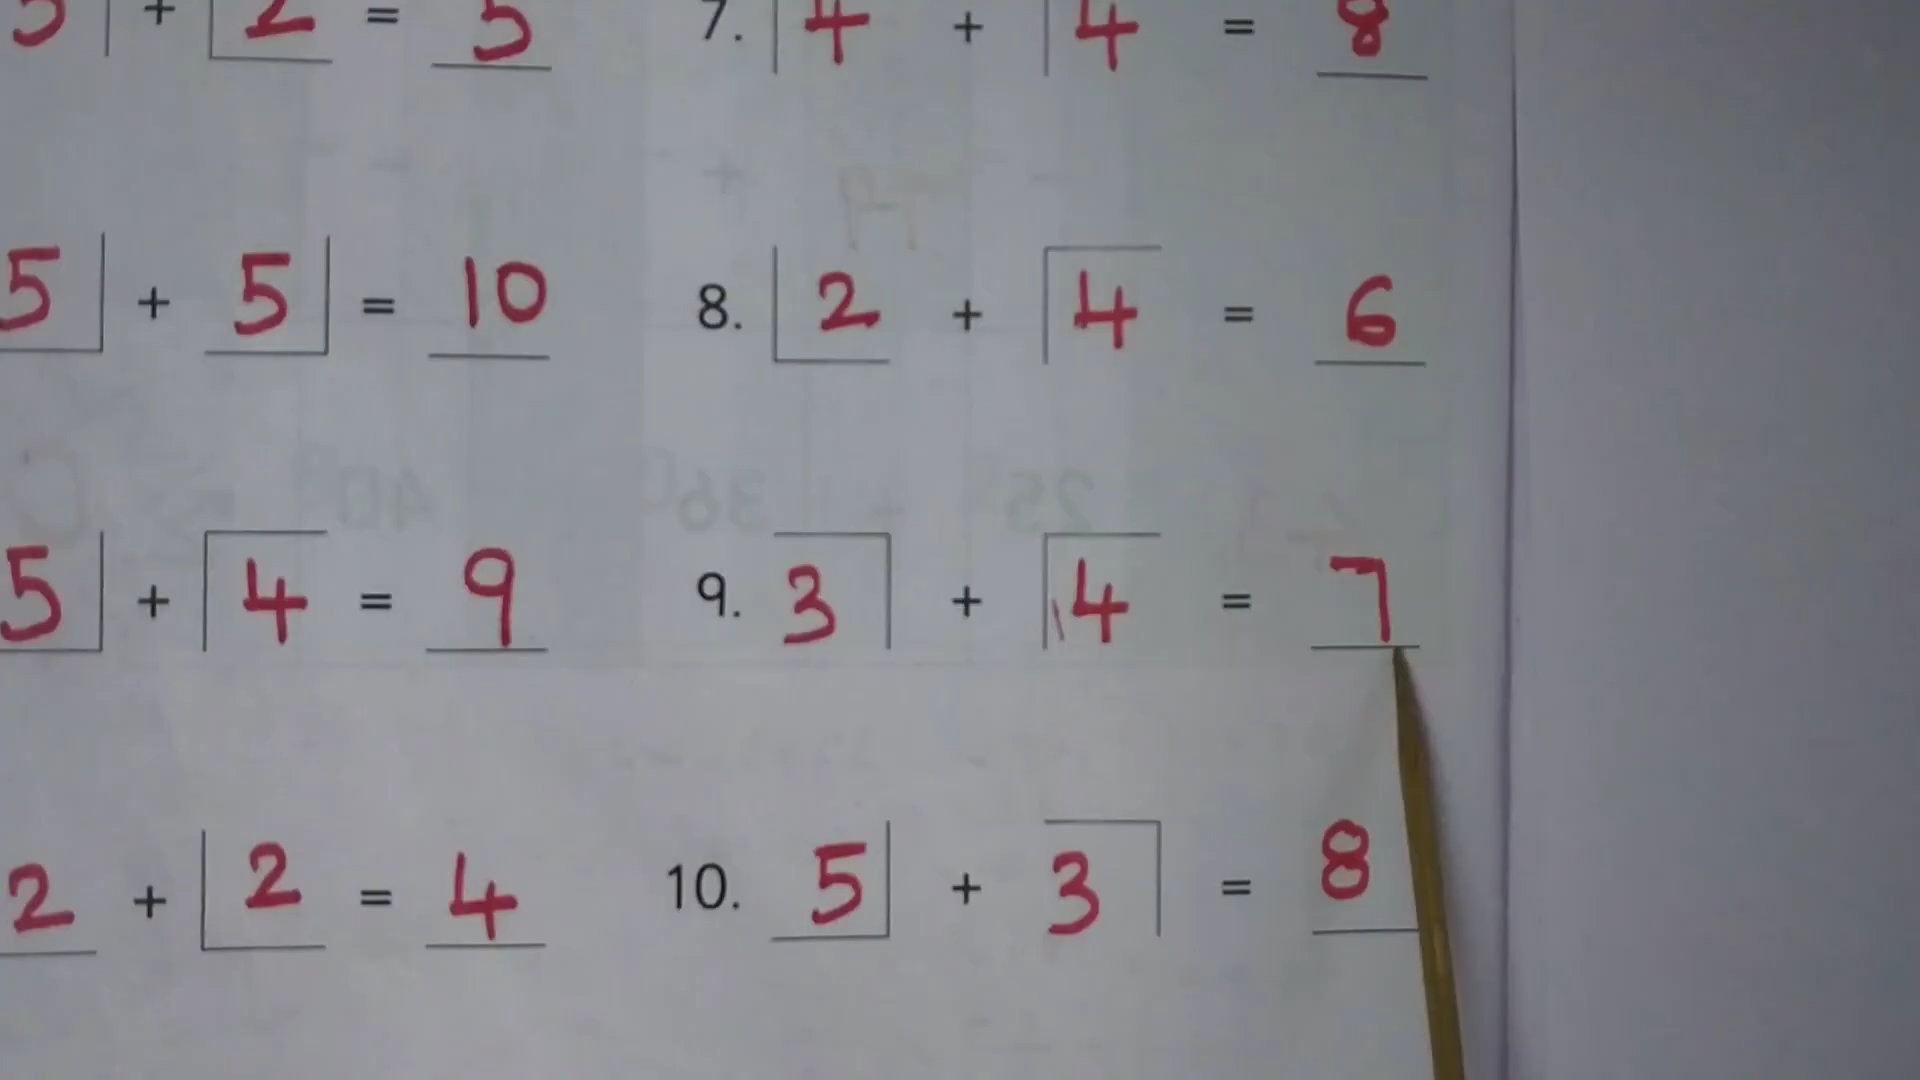 3 + 2 = 5 7. 4 + 4 = 8
5 + 5 = 10 8. 2 + 4 = 6
5 + 4 = 9 9. 3 + 4 = 7
2 + 2 = 4 10. 5 + 3 = 8